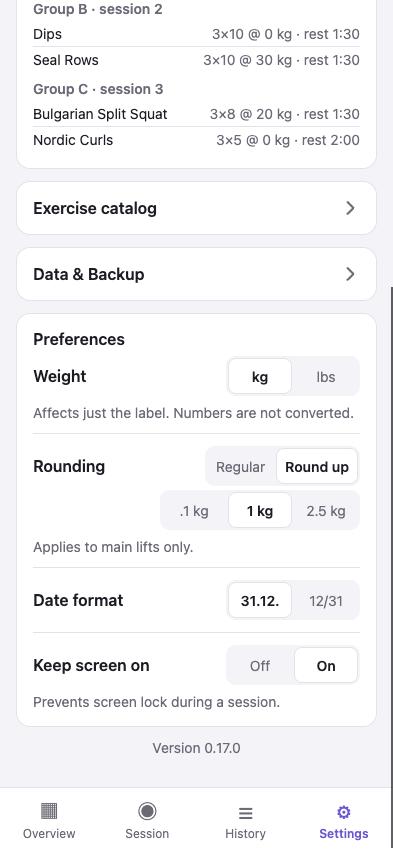 Group B · session 2
Dips 3×10 @ 0 kg · rest 1:30
Seal Rows 3×10 @ 30 kg · rest 1:30
Group C · session 3
Bulgarian Split Squat 3×8 @ 20 kg · rest 1:30
Nordic Curls 3×5 @ 0 kg · rest 2:00
Exercise catalog
Data & Backup
Preferences
Weight kg lbs
Affects just the label. Numbers are not converted.
Rounding Regular Round up
.1 kg 1 kg 2.5 kg
Applies to main lifts only.
Date format 31.12. 12/31
Keep screen on Off On
Prevents screen lock during a session.
Version 0.17.0
Overview Session History Settings